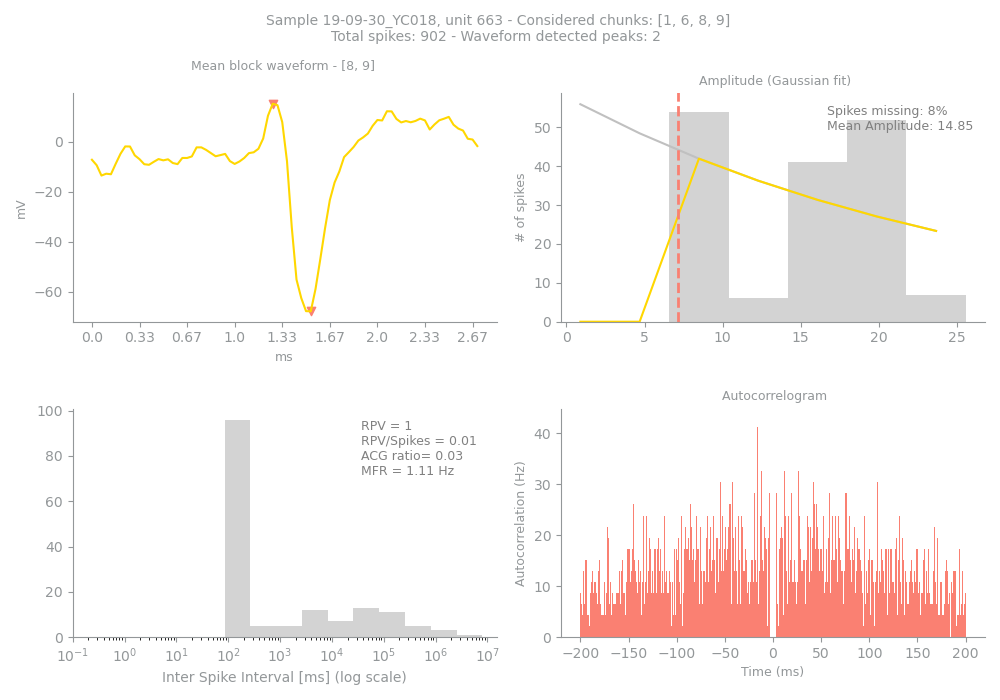 Sample 19-09-30_YC018, unit 663 - Considered chunks: [1, 6, 8, 9]
Total spikes: 902 - Waveform detected peaks: 2
Mean block waveform - [8, 9]
mV
0
−20
−40
−60
0.0 0.33 0.67 1.0 1.33 1.67 2.0 2.33 2.67
ms
Amplitude (Gaussian fit)
Spikes missing: 8%
Mean Amplitude: 14.85
# of spikes
50
40
30
20
10
0
0 5 10 15 20 25
100
80
60
40
20
0
RPV = 1
RPV/Spikes = 0.01
ACG ratio= 0.03
MFR = 1.11 Hz
10⁻¹ 10⁰ 10¹ 10² 10³ 10⁴ 10⁵ 10⁶ 10⁷
Inter Spike Interval [ms] (log scale)
Autocorrelogram
Autocorrelation (Hz)
40
30
20
10
0
−200 −150 −100 −50 0 50 100 150 200
Time (ms)